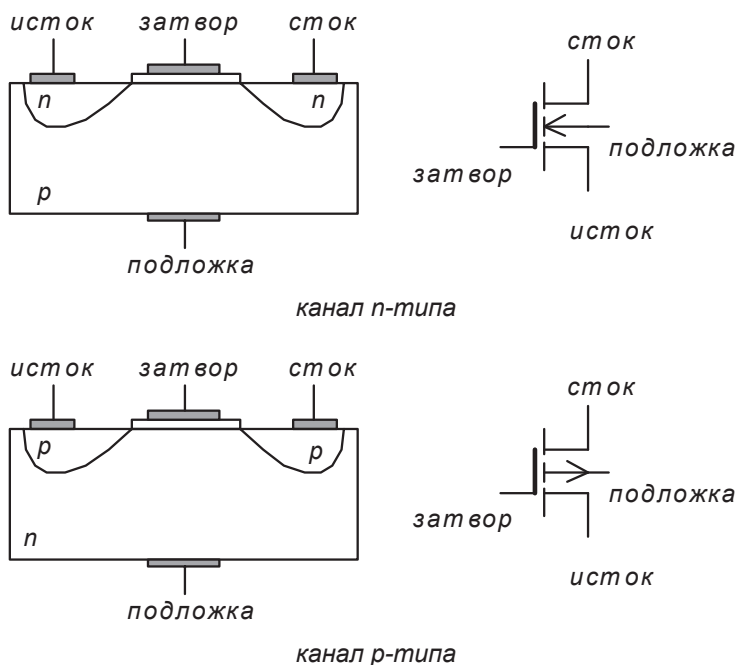 исток затвор сток
сток
n n
подложка
затвор
p
исток
подложка
канал n-типа
исток затвор сток
сток
p p
подложка
затвор
n
исток
подложка
канал p-типа